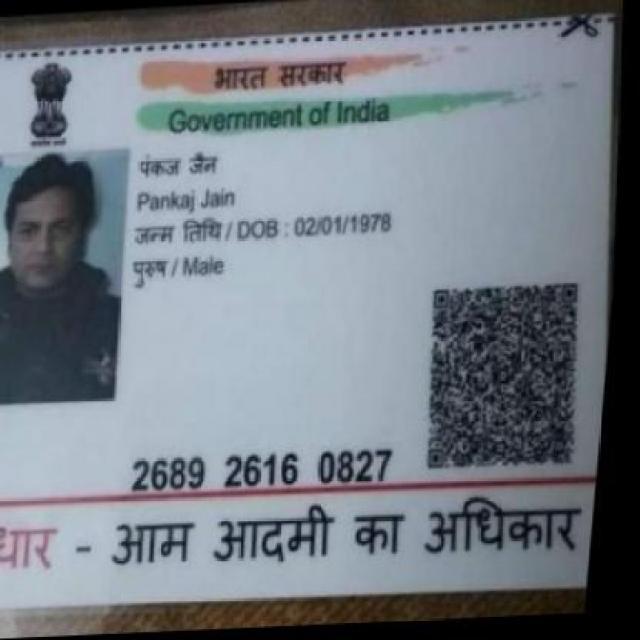 भारत सरकार
Government of India
पंकज जैन
Pankaj Jain
जन्म तिथि / DOB : 02/01/1978
पुरुष / Male
2689 2616 0827
धार - आम आदमी का अधिकार